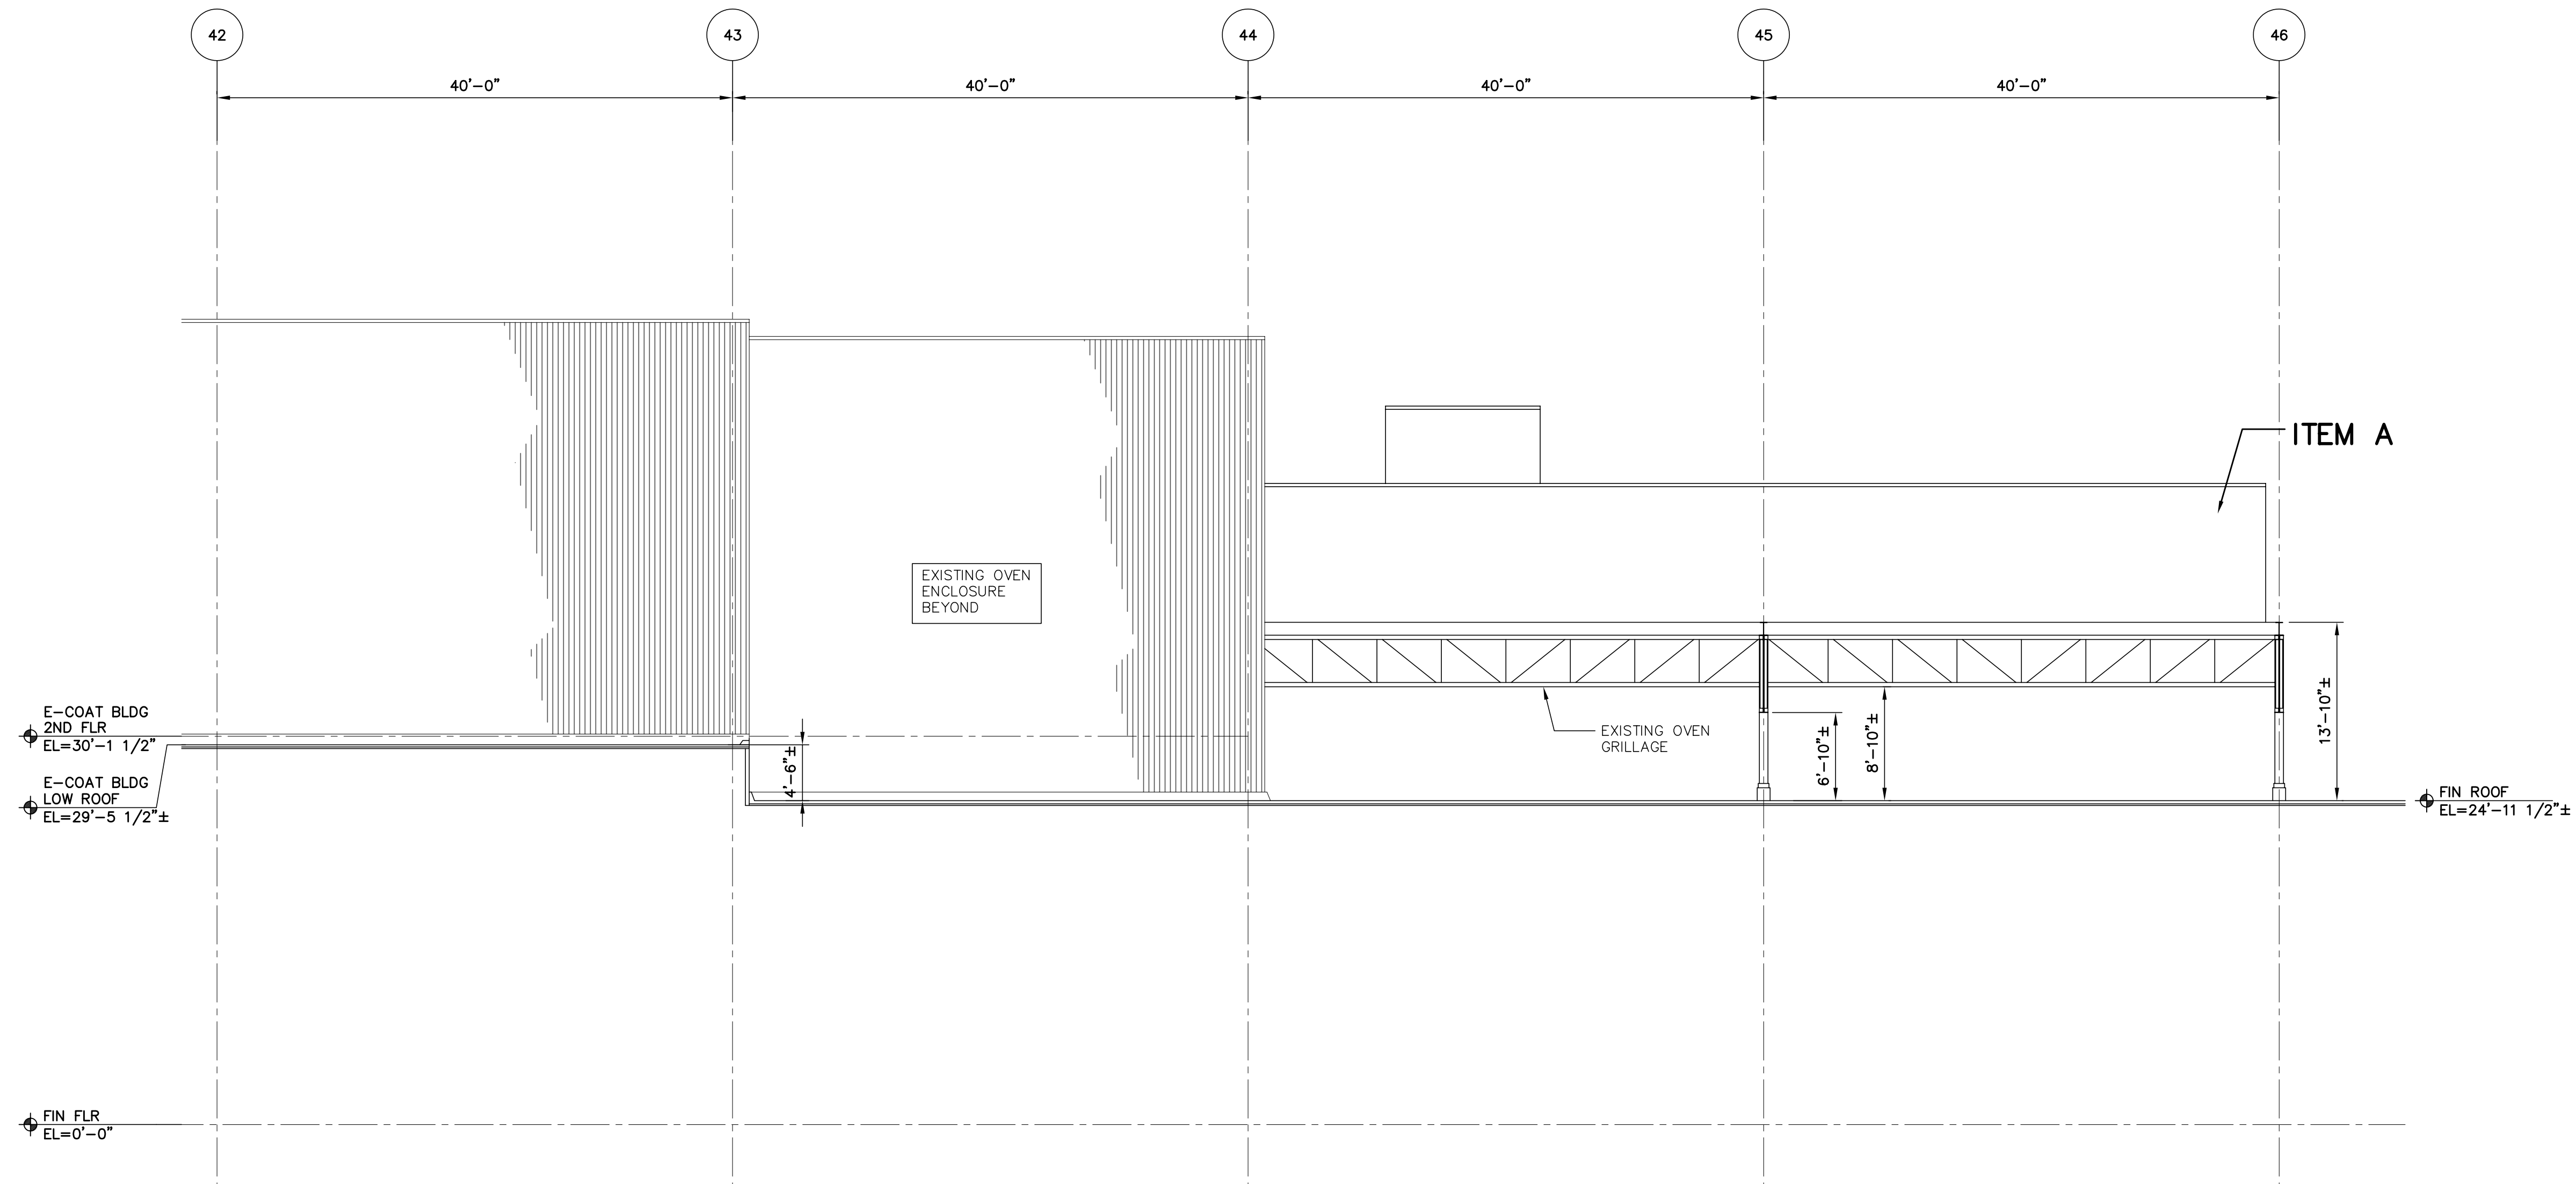 42
43
44
45
46
40'-0"
40'-0"
40'-0"
40'-0"
ITEM A
EXISTING OVEN
ENCLOSURE
BEYOND
E-COAT BLDG
2ND FLR
EL=30'-1 1/2"
E-COAT BLDG
LOW ROOF
EL=29'-5 1/2"±
4'-6"±
EXISTING OVEN
GRILLAGE
6'-10"±
8'-10"±
13'-10"±
FIN ROOF
EL=24'-11 1/2"±
FIN FLR
EL=0'-0"